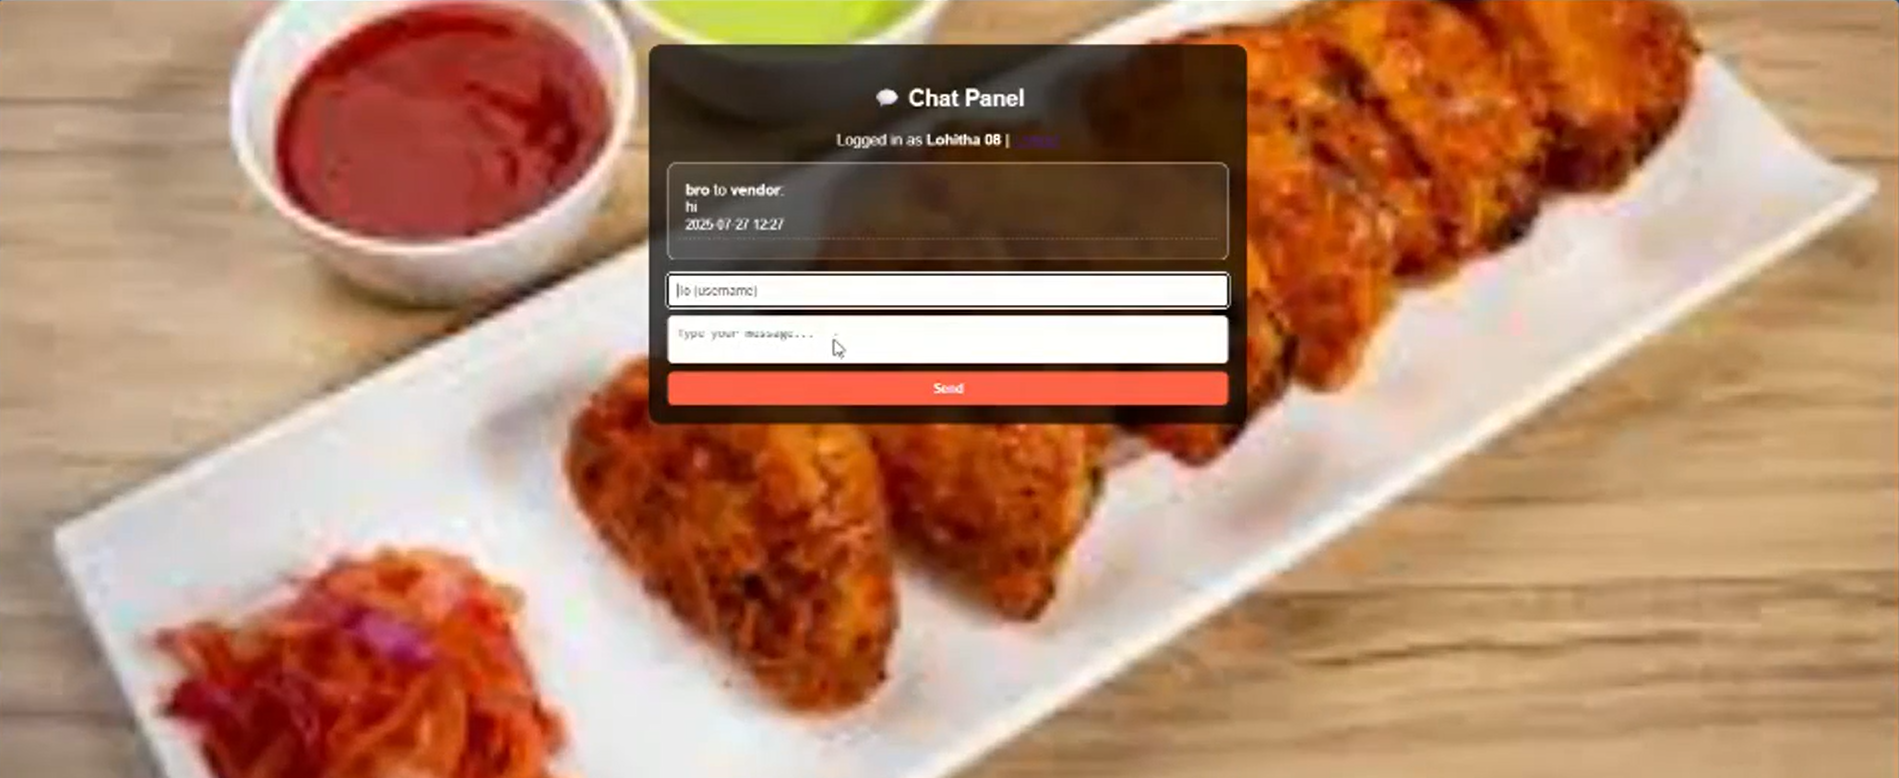 Chat Panel
Logged in as Lohitha 08 |
bro to vendor:
hi
2025-07-27 12:27
To (username)
Type your message...
Send